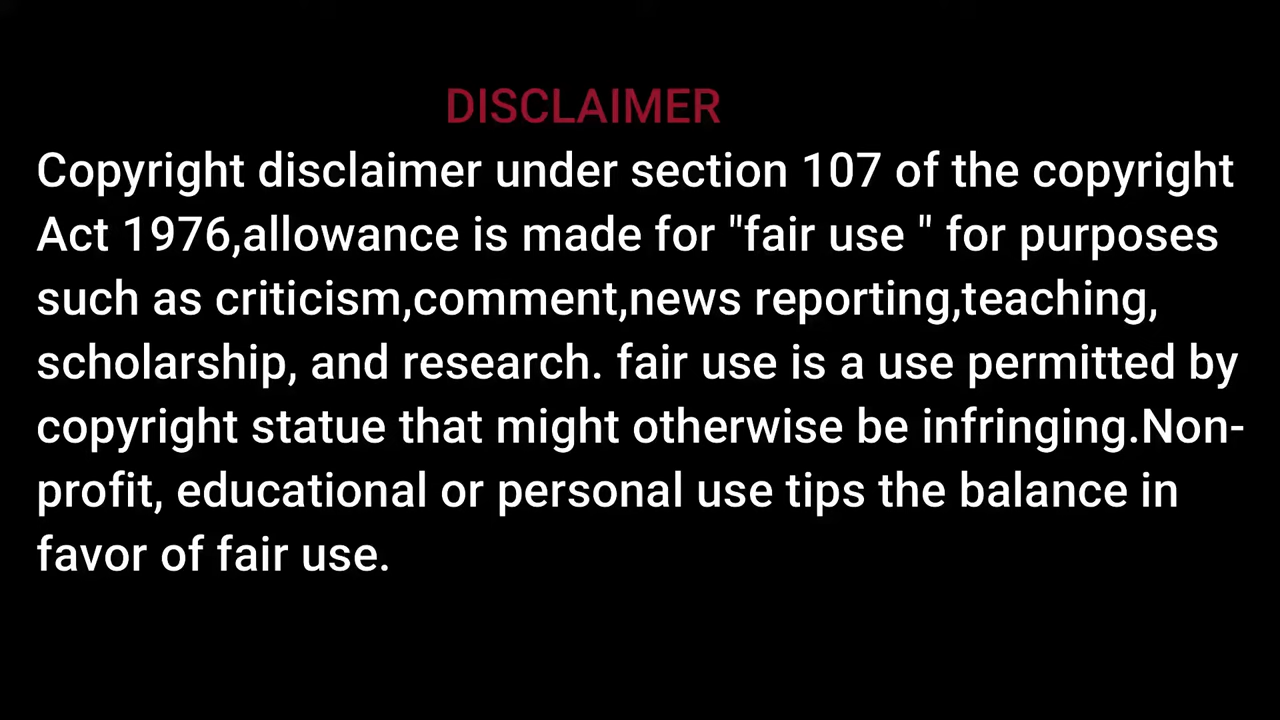 DISCLAIMER
Copyright disclaimer under section 107 of the copyright
Act 1976,allowance is made for "fair use " for purposes
such as criticism,comment,news reporting,teaching,
scholarship, and research. fair use is a use permitted by
copyright statue that might otherwise be infringing.Non-
profit, educational or personal use tips the balance in
favor of fair use.